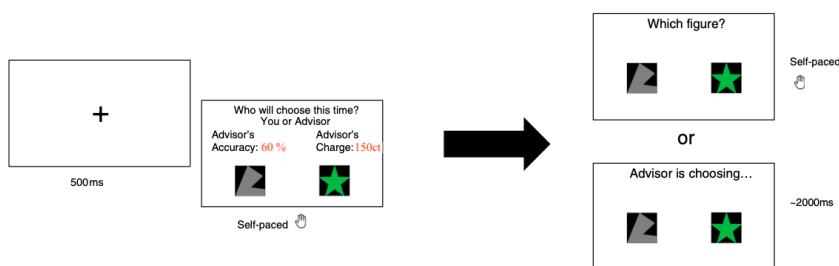 +
500ms
Who will choose this time?
You or Advisor
Advisor's Accuracy: 60 %
Advisor's Charge: 150ct
Self-paced
Which figure?
Self-paced
or
Advisor is choosing...
~2000ms